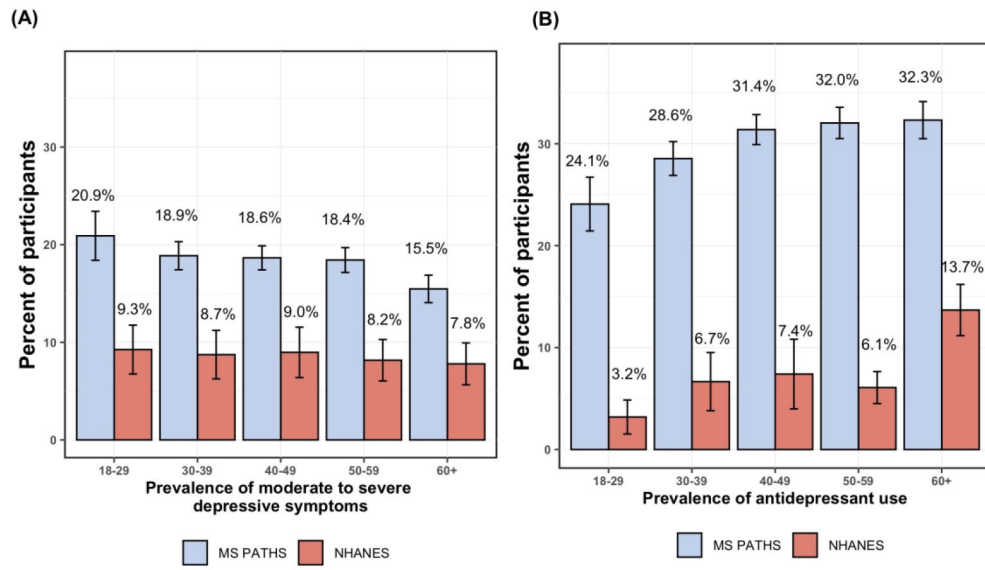 (A)
Percent of participants
30
20
10
0
20.9%
9.3%
18.9%
8.7%
18.6%
9.0%
18.4%
8.2%
15.5%
7.8%
18-29 30-39 40-49 50-59 60+
Prevalence of moderate to severe
depressive symptoms
MS PATHS NHANES
(B)
Percent of participants
30
20
10
0
24.1%
3.2%
28.6%
6.7%
31.4%
7.4%
32.0%
6.1%
32.3%
13.7%
18-29 30-39 40-49 50-59 60+
Prevalence of antidepressant use
MS PATHS NHANES